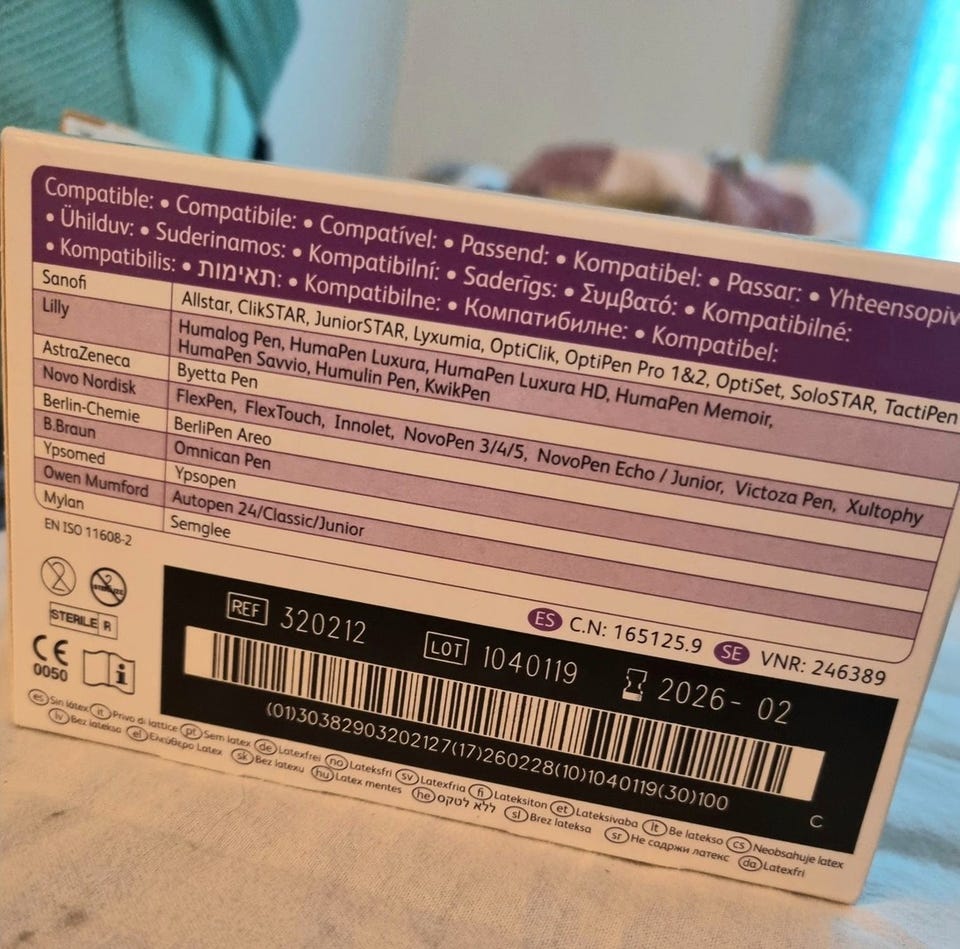 Compatible: • Compatibile: • Compatível: • Passend: • Kompatibel: • Passar: • Yhteensopiv
• Ühilduv: • Suderinamos: • Kompatibilní: • Saderīgs: • Συμβατό: • Kompatibilné:
• Kompatibilis: • תאימות: • Kompatibilne: • Компатибилне: • Kompatibel:
Sanofi Allstar, ClikSTAR, JuniorSTAR, Lyxumia, OptiClik, OptiPen Pro 1&2, OptiSet, SoloSTAR, TactiPen
Lilly Humalog Pen, HumaPen Luxura, HumaPen Luxura HD, HumaPen Memoir,
HumaPen Savvio, Humulin Pen, KwikPen
AstraZeneca Byetta Pen
Novo Nordisk FlexPen, FlexTouch, Innolet, NovoPen 3/4/5, NovoPen Echo / Junior, Victoza Pen, Xultophy
Berlin-Chemie BerliPen Areo
B.Braun Omnican Pen
Ypsomed Ypsopen
Owen Mumford Autopen 24/Classic/Junior
Mylan Semglee
EN ISO 11608-2
ES C.N: 165125.9 SE VNR: 246389
2 STERILIZE
STERILE R
REF 320212 LOT 1040119 2026-02
CE
0050
i
(01)30382903202127(17)260228(10)1040119(30)100
C
es Sin látex it Privo di lattice pt Sem latex de Latexfrei no Lateksfri sv Latexfria fi Lateksiton et Lateksivaba lt Be latekso cs Neobsahuje latex
lv Bez lateksa el Ελεύθερο Latex sk Bez latexu hu Latex mentes he ללא לטקס sl Brez lateksa sr Не садржи латекс da Latexfri